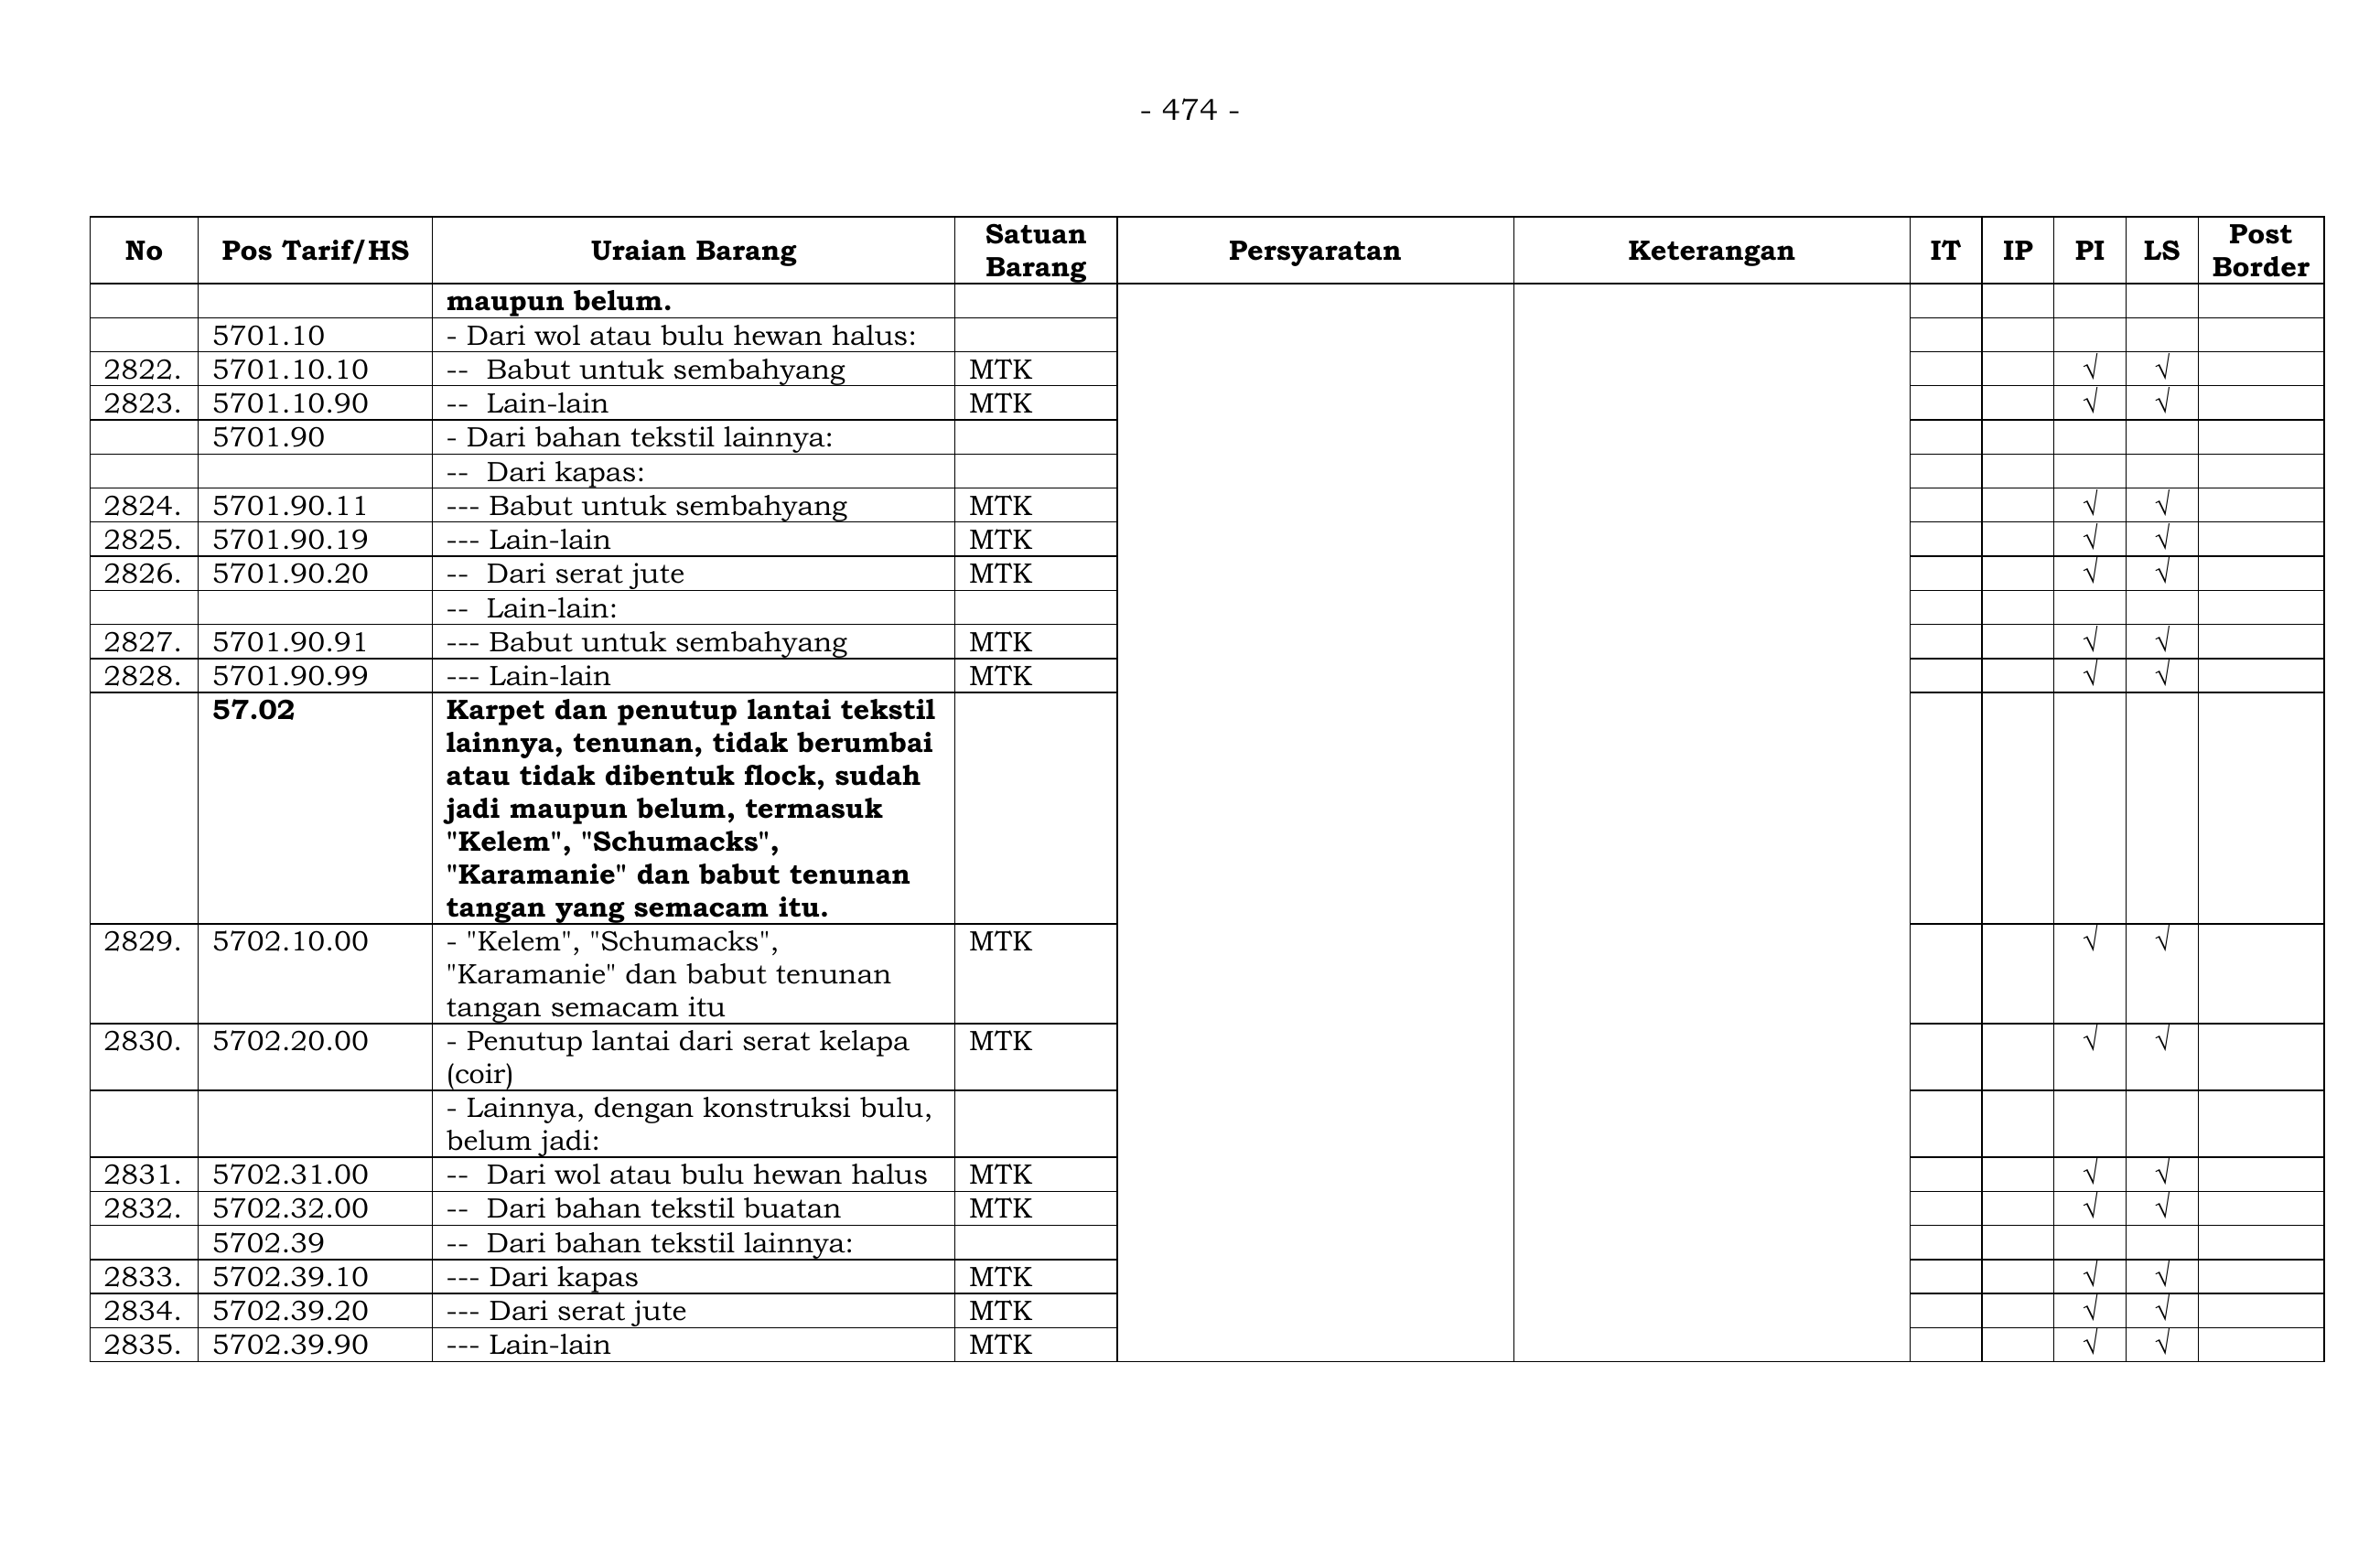 - 474 -
No Pos Tarif/HS Uraian Barang Satuan Barang Persyaratan Keterangan IT IP PI LS Post Border
maupun belum.
5701.10 - Dari wol atau bulu hewan halus:
2822. 5701.10.10 -- Babut untuk sembahyang MTK √ √
2823. 5701.10.90 -- Lain-lain MTK √ √
5701.90 - Dari bahan tekstil lainnya:
-- Dari kapas:
2824. 5701.90.11 --- Babut untuk sembahyang MTK √ √
2825. 5701.90.19 --- Lain-lain MTK √ √
2826. 5701.90.20 -- Dari serat jute MTK √ √
-- Lain-lain:
2827. 5701.90.91 --- Babut untuk sembahyang MTK √ √
2828. 5701.90.99 --- Lain-lain MTK √ √
57.02 Karpet dan penutup lantai tekstil
lainnya, tenunan, tidak berumbai
atau tidak dibentuk flock, sudah
jadi maupun belum, termasuk
"Kelem", "Schumacks",
"Karamanie" dan babut tenunan
tangan yang semacam itu.
2829. 5702.10.00 - "Kelem", "Schumacks", MTK √ √
"Karamanie" dan babut tenunan
tangan semacam itu
2830. 5702.20.00 - Penutup lantai dari serat kelapa MTK √ √
(coir)
- Lainnya, dengan konstruksi bulu,
belum jadi:
2831. 5702.31.00 -- Dari wol atau bulu hewan halus MTK √ √
2832. 5702.32.00 -- Dari bahan tekstil buatan MTK √ √
5702.39 -- Dari bahan tekstil lainnya:
2833. 5702.39.10 --- Dari kapas MTK √ √
2834. 5702.39.20 --- Dari serat jute MTK √ √
2835. 5702.39.90 --- Lain-lain MTK √ √